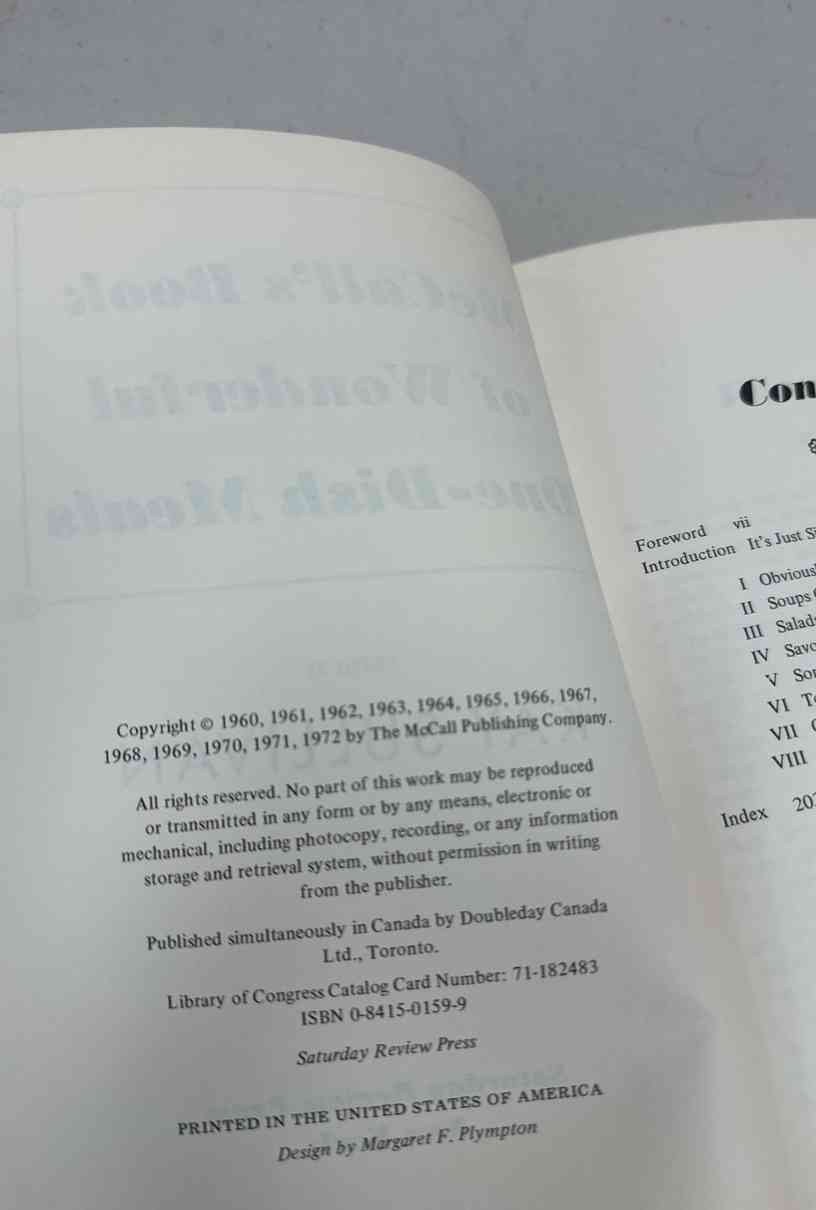 Copyright © 1960, 1961, 1962, 1963, 1964, 1965, 1966, 1967,
1968, 1969, 1970, 1971, 1972 by The McCall Publishing Company.
All rights reserved. No part of this work may be reproduced
or transmitted in any form or by any means, electronic or
mechanical, including photocopy, recording, or any information
storage and retrieval system, without permission in writing
from the publisher.
Published simultaneously in Canada by Doubleday Canada
Ltd., Toronto.
Library of Congress Catalog Card Number: 71-182483
ISBN 0-8415-0159-9
Saturday Review Press
PRINTED IN THE UNITED STATES OF AMERICA
Design by Margaret F. Plympton
Con
Foreword vii
Introduction It's Just
I Obvious
II Soups
III Salad
IV
V
VI
VII
VIII
Index